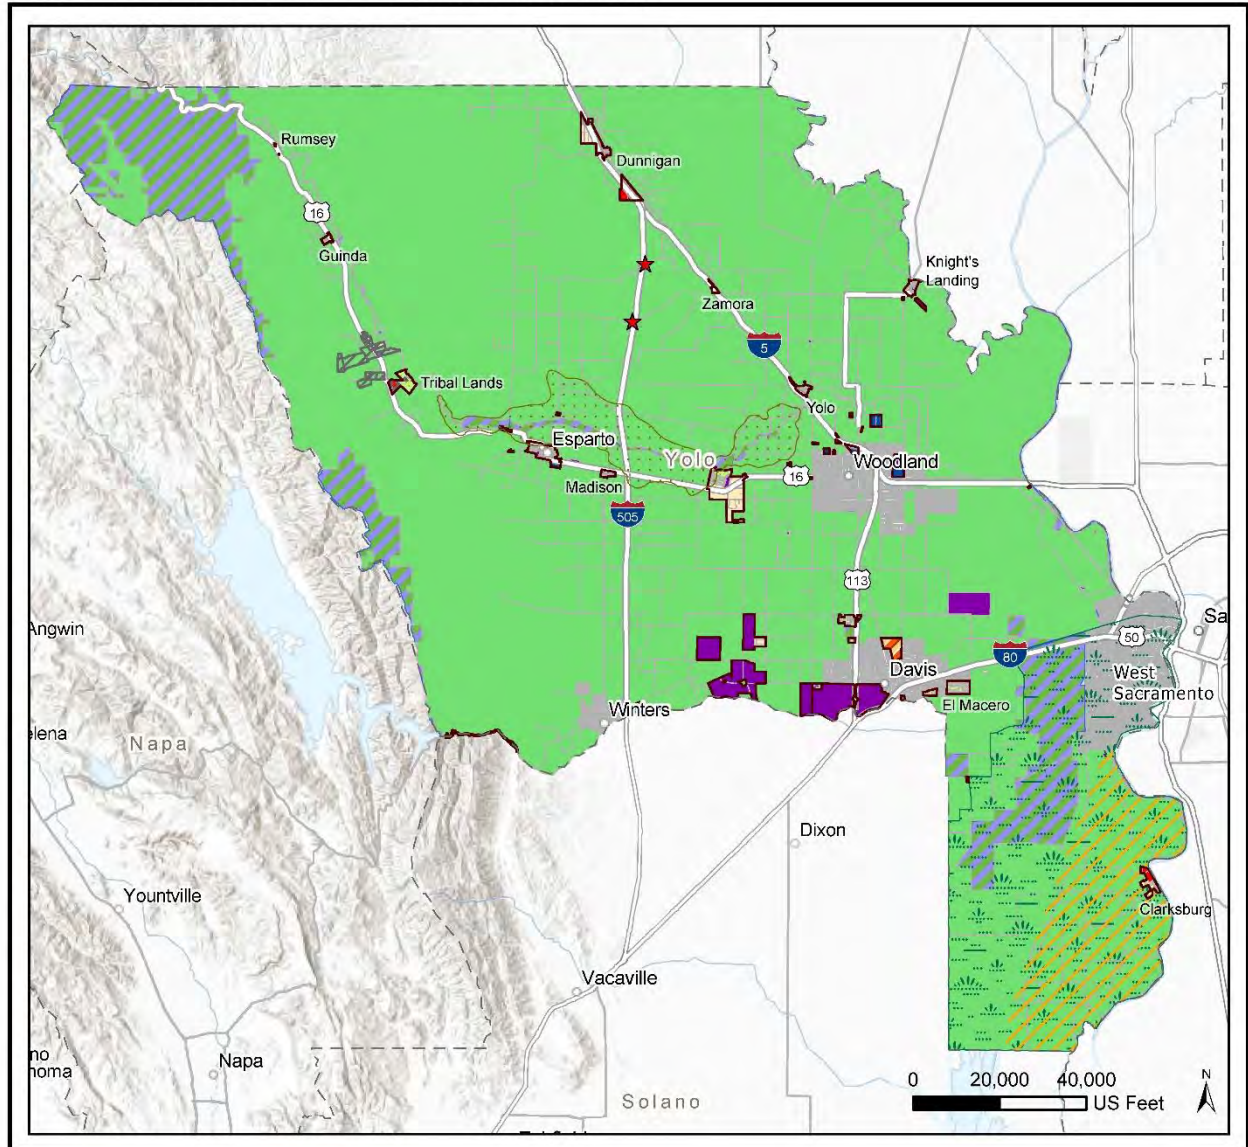 Rumsey
Dunnigan
16
Guinda
Knight's
Landing
Zamora
5
Tribal Lands
Yolo
Esparto
Yolo
Woodland
Madison
16
505
113
Angwin
50
Sa
80
Davis
West
Sacramento
El Macero
Winters
elena
Napa
Dixon
Yountville
Clarksburg
Vacaville
Napa
no
noma
0 20,000 40,000
US Feet
N
Solano